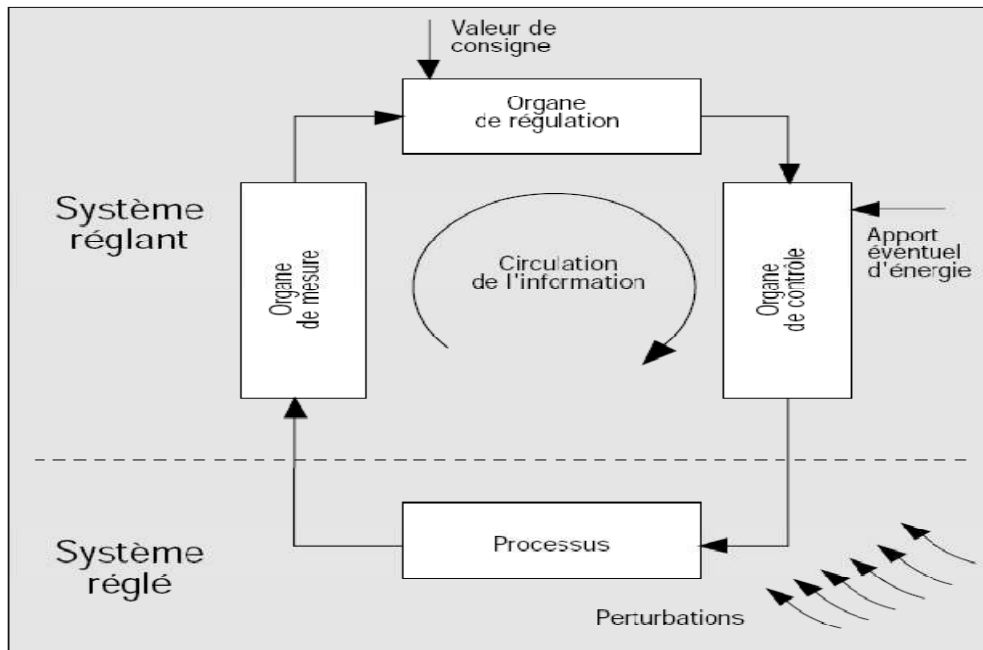 Valeur de
consigne
Organe
de régulation
Système
réglant
Organe
de mesure
Circulation
de l'information
Organe
de contrôle
Apport
éventuel
d'énergie
Système
réglé
Processus
Perturbations